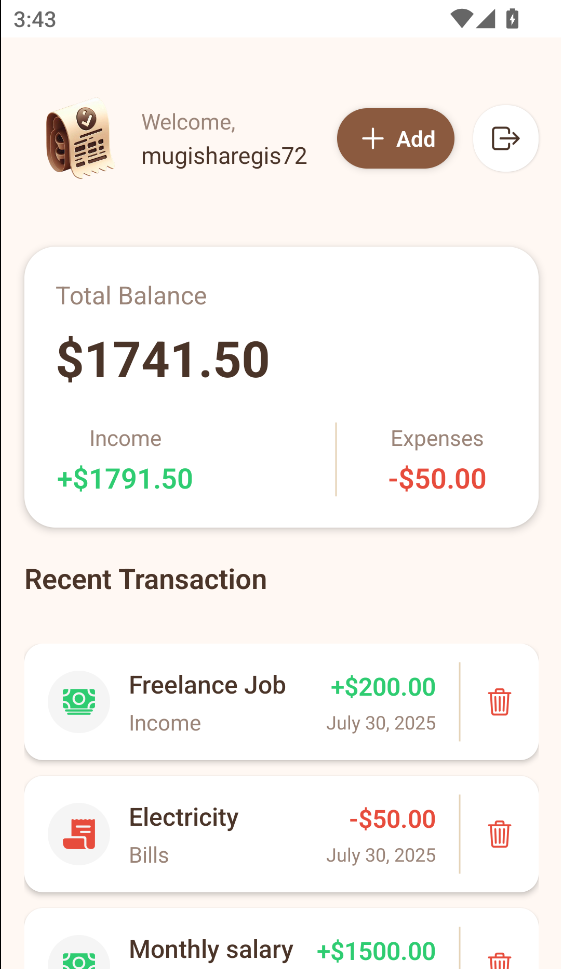 3:43
Welcome,
mugisharegis72
Add
Total Balance
$1741.50
Income
Expenses
+$1791.50
-$50.00
Recent Transaction
Freelance Job
+$200.00
Income
July 30, 2025
Electricity
-$50.00
Bills
July 30, 2025
Monthly salary
+$1500.00